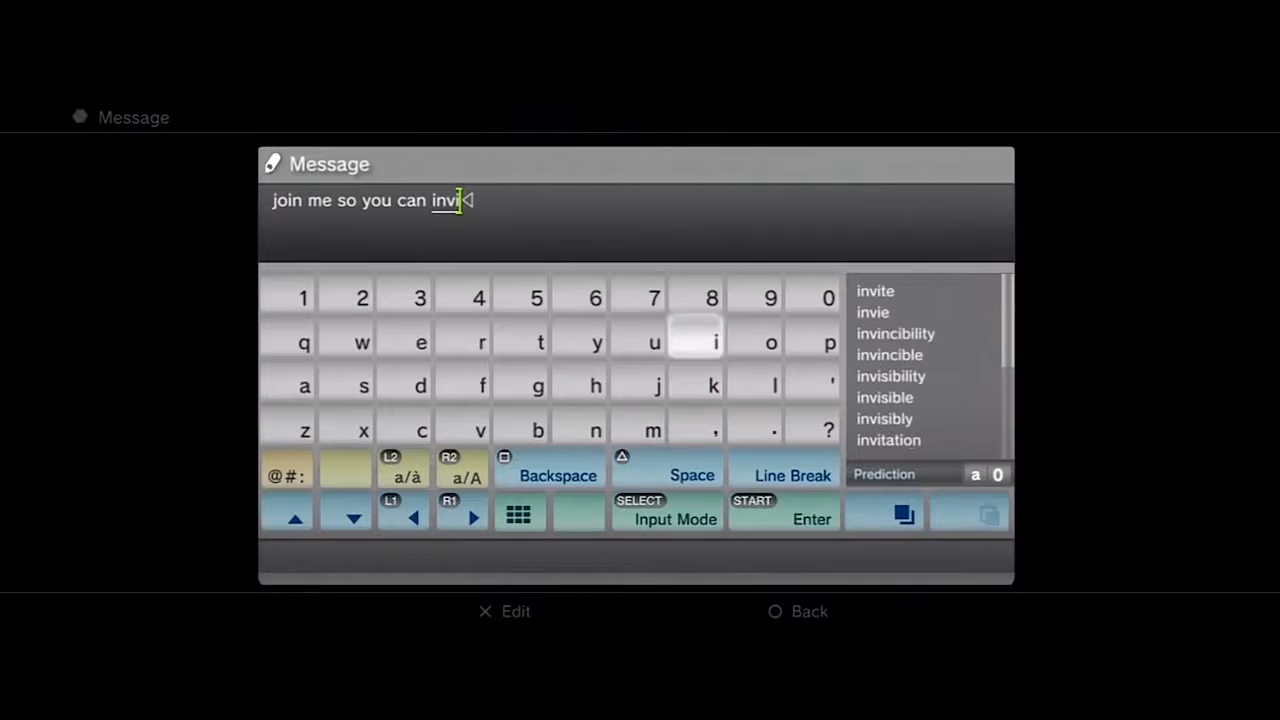 Message
Message
join me so you can invi
1 2 3 4 5 6 7 8 9 0
q w e r t y u i o p
a s d f g h j k l '
z x c v b n m , . ?
invite
invie
invincibility
invincible
invisibility
invisible
invisibly
invitation
@#: L2 a/à R2 a/A Backspace Space Line Break
Prediction a 0
L1 R1 SELECT Input Mode START Enter
Edit Back